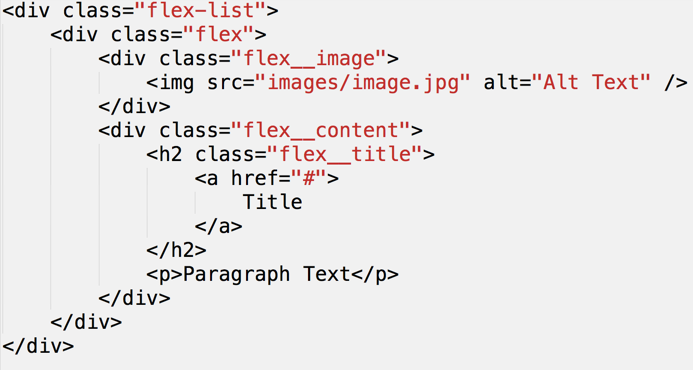 <div class="flex-list">
    <div class="flex">
        <div class="flex__image">
            <img src="images/image.jpg" alt="Alt Text" />
        </div>
        <div class="flex__content">
            <h2 class="flex__title">
                <a href="#">
                    Title
                </a>
            </h2>
            <p>Paragraph Text</p>
        </div>
    </div>
</div>